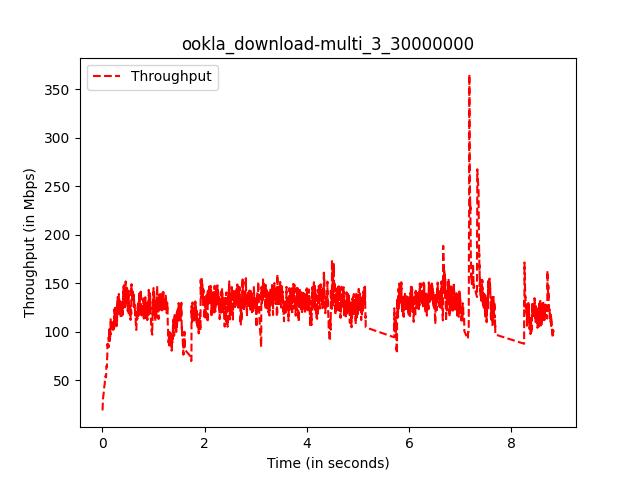 ookla_download-multi_3_30000000
Throughput
350
300
250
200
150
100
50
Throughput (in Mbps)
0 2 4 6 8
Time (in seconds)